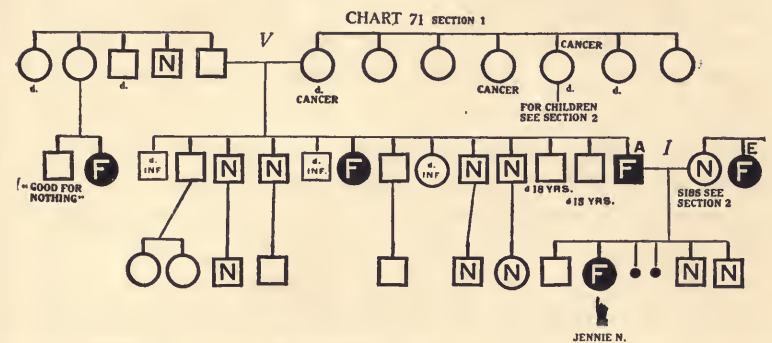 CHART 71 SECTION 1
V
N
d. d. d. CANCER CANCER CANCER d. d.
FOR CHILDREN
SEE SECTION 2
A I E
F d. INF N N d. INF. F d. INF N N F N F
"GOOD FOR
NOTHING"
d 18 YRS. d 15 YRS. SIBS SEE
SECTION 2
N N N F N N
JENNIE N.